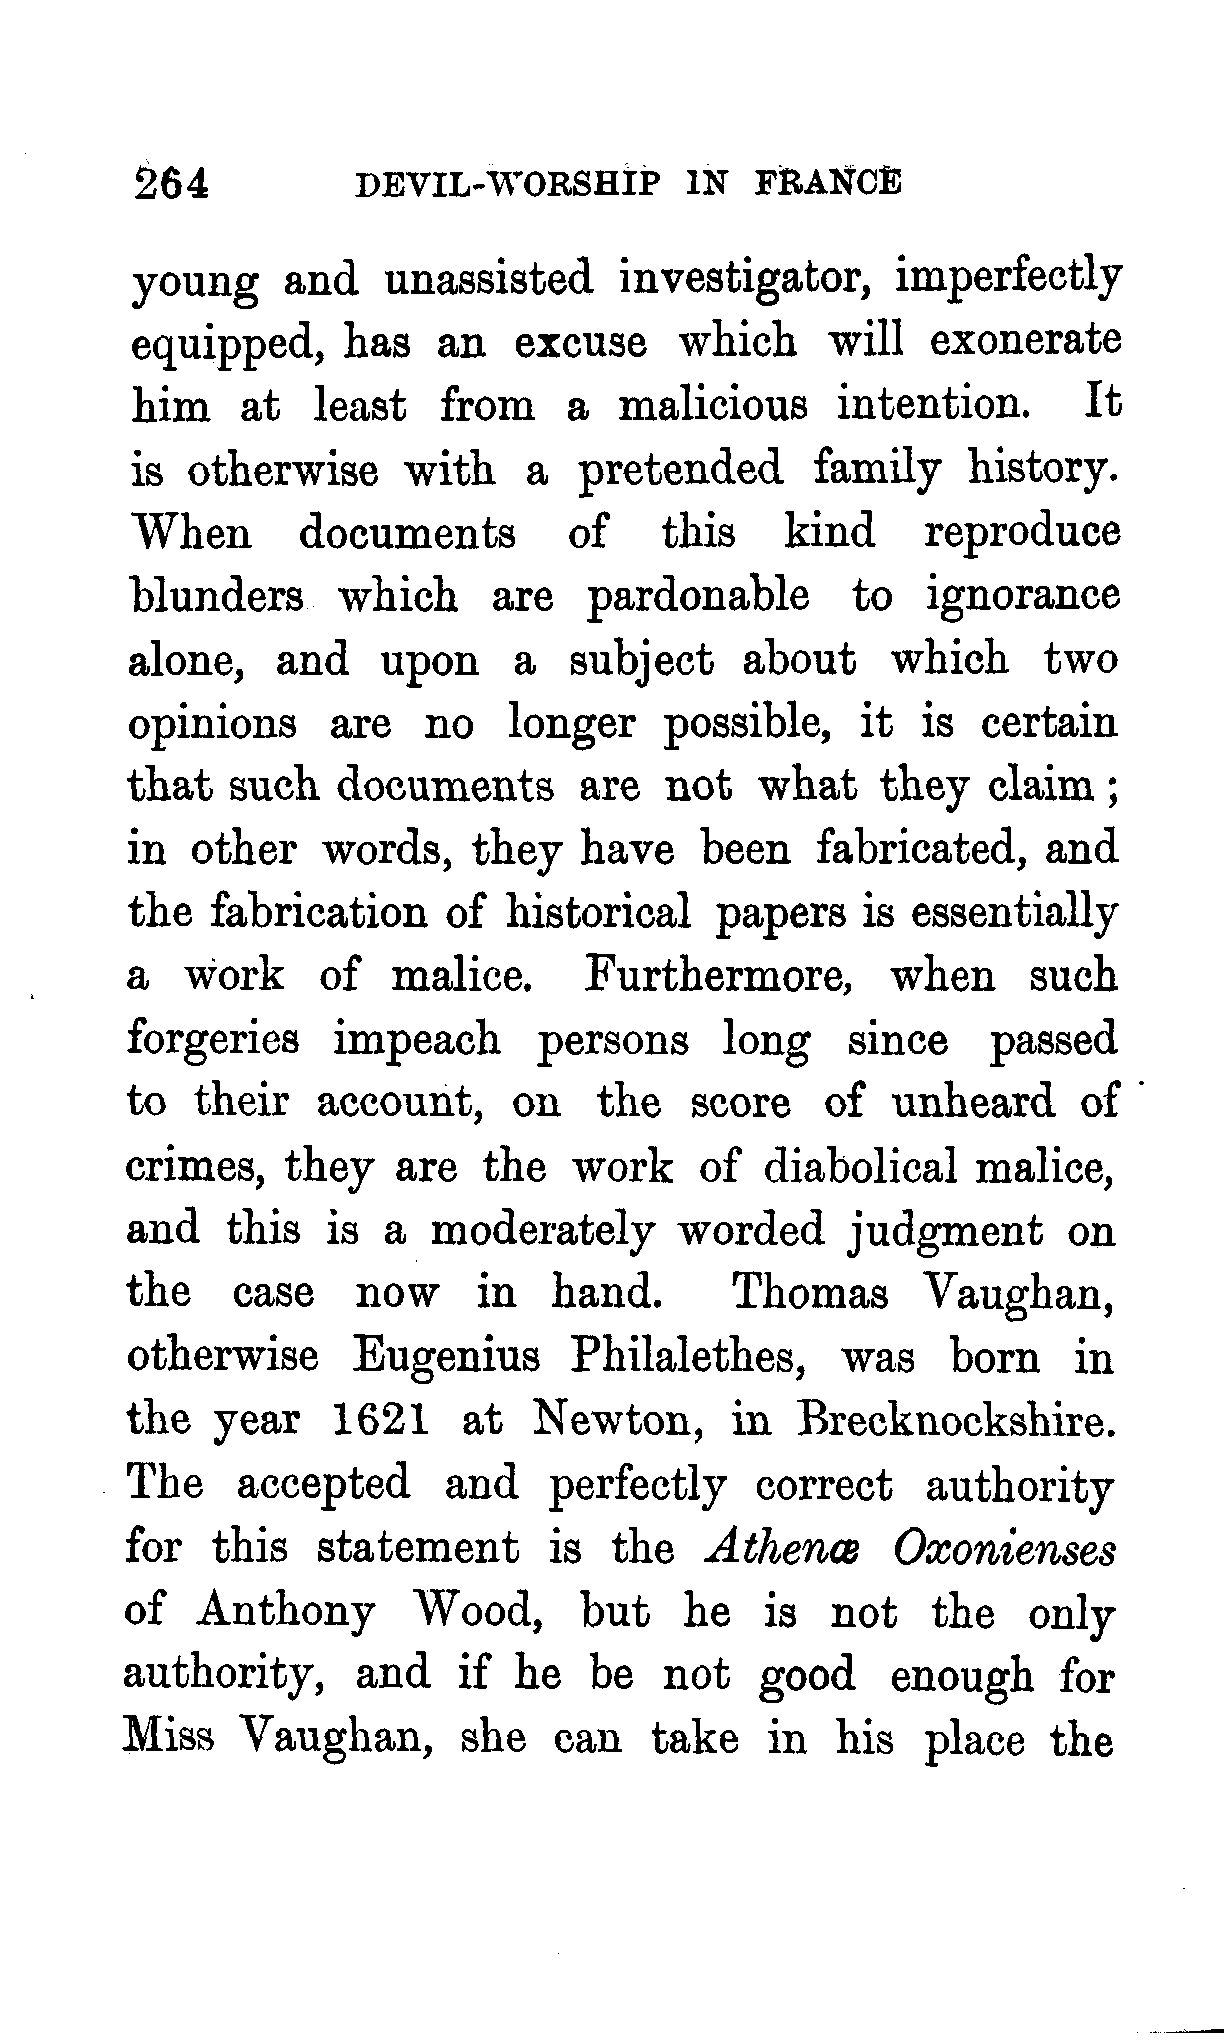 264 DEVIL-WORSHIP IN FRANCE
young and unassisted investigator, imperfectly
equipped, has an excuse which will exonerate
him at least from a malicious intention. It
is otherwise with a pretended family history.
When documents of this kind reproduce
blunders which are pardonable to ignorance
alone, and upon a subject about which two
opinions are no longer possible, it is certain
that such documents are not what they claim ;
in other words, they have been fabricated, and
the fabrication of historical papers is essentially
a work of malice. Furthermore, when such
forgeries impeach persons long since passed
to their account, on the score of unheard of
crimes, they are the work of diabolical malice,
and this is a moderately worded judgment on
the case now in hand. Thomas Vaughan,
otherwise Eugenius Philalethes, was born in
the year 1621 at Newton, in Brecknockshire.
The accepted and perfectly correct authority
for this statement is the Athenœ Oxonienses
of Anthony Wood, but he is not the only
authority, and if he be not good enough for
Miss Vaughan, she can take in his place the